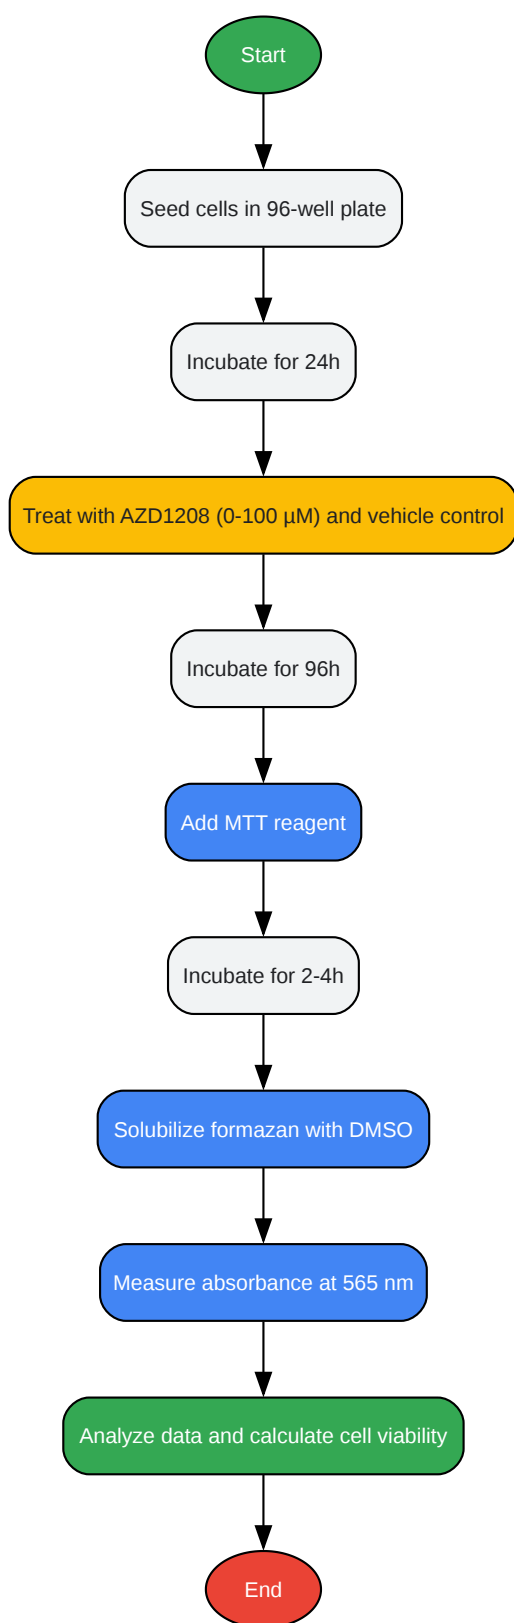 Start
Seed cells in 96-well plate
Incubate for 24h
Treat with AZD1208 (0-100 µM) and vehicle control
Incubate for 96h
Add MTT reagent
Incubate for 2-4h
Solubilize formazan with DMSO
Measure absorbance at 565 nm
Analyze data and calculate cell viability
End